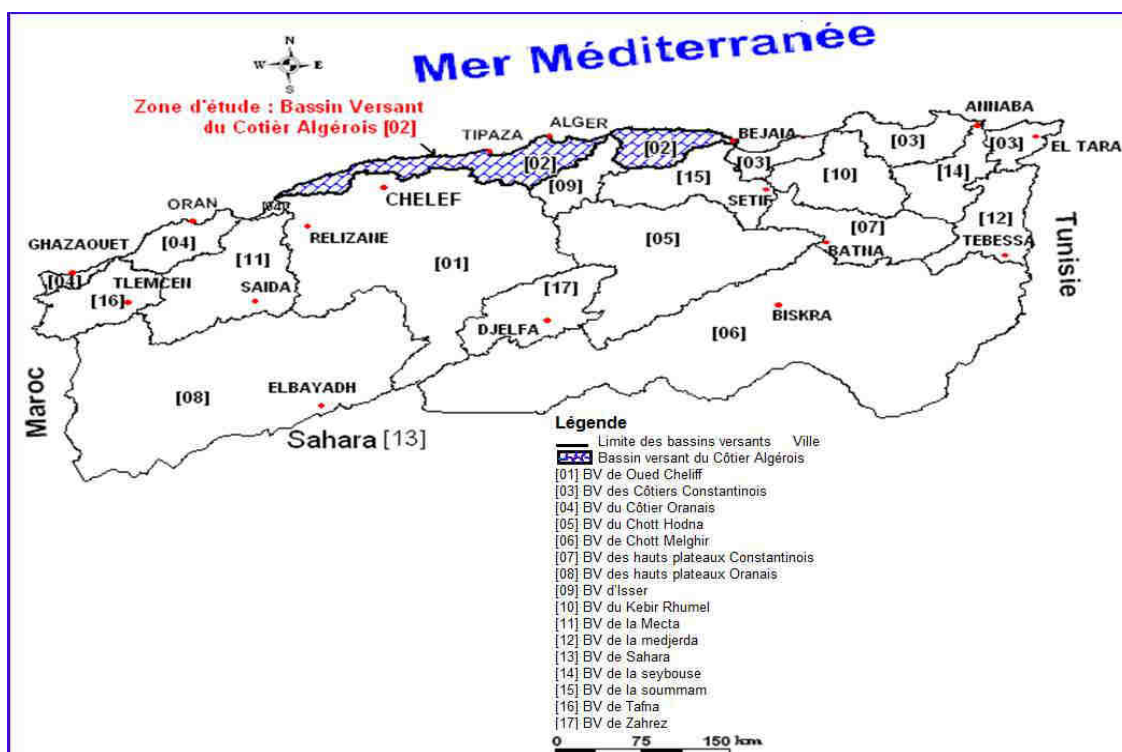 Mer Méditerranée
N
W E
S
Zone d'étude : Bassin Versant
du Cotièr Algérois [02]
TIPAZA
ALGER
BEJAIA
ANNABA
EL TARA
[02]
[02]
[03]
[03]
[03]
[09]
[15]
[10]
[14]
SETIF
CHELEF
ORAN
[04]
[04]
GHAZAOUET
[04]
RELIZANE
[11]
[01]
[05]
[07]
[12]
BATNA
TEBESSA
Tunisie
TLEMCEN
[16]
SAIDA
[17]
DJELFA
BISKRA
[06]
Maroc
[08]
ELBAYADH
Sahara [13]
Légende
Limite des bassins versants Ville
Bassin versant du Côtier Algérois
[01] BV de Oued Cheliff
[03] BV des Côtiers Constantinois
[04] BV du Côtier Oranais
[05] BV du Chott Hodna
[06] BV de Chott Melghir
[07] BV des hauts plateaux Constantinois
[08] BV des hauts plateaux Oranais
[09] BV d'Isser
[10] BV du Kebir Rhumel
[11] BV de la Mecta
[12] BV de la medjerda
[13] BV de Sahara
[14] BV de la seybouse
[15] BV de la soummam
[16] BV de Tafna
[17] BV de Zahrez
0 75 150 km